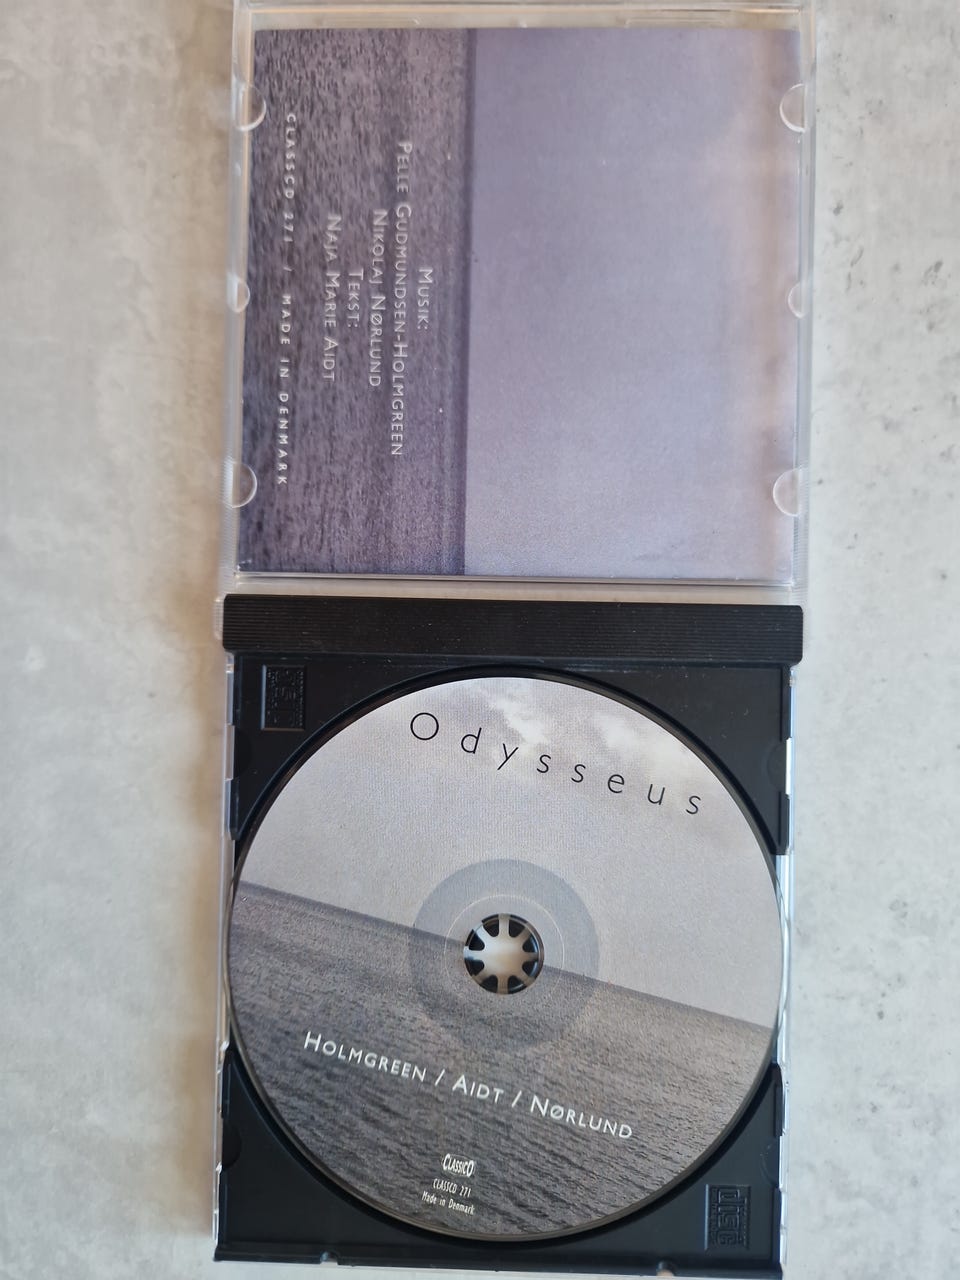 MUSIK:
PELLE GUDMUNDSEN-HOLMGREEN
NIKOLAJ NØRLUND
TEKST:
NAJA MARIE AIDT
CLASSCD 271 / MADE IN DENMARK
Odysseus
HOLMGREEN / AIDT / NØRLUND
CLASSICO
CLASSCD 271
Made in Denmark